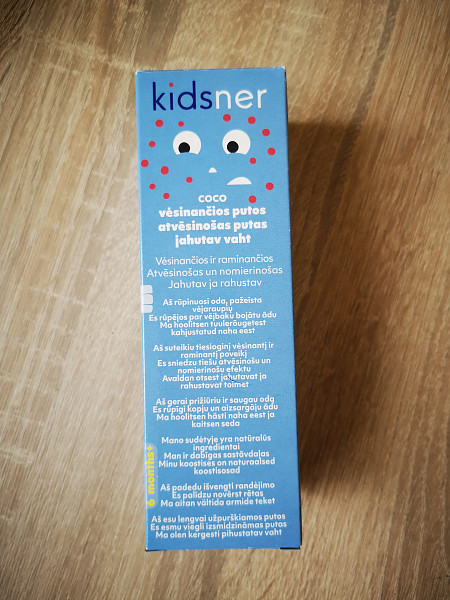 kidsner
coco
vėsinančios putos
atvēsinošas putas
jahutav vaht
Vėsinančios ir raminančios
Atvēsinošas un nomierinošas
Jahutav ja rahustav
Aš rūpinuosi oda, pažeista
vėjaraupių
Es rūpējos par vējbaku bojātu ādu
Ma hoolitsen tuulerõugetest
kahjustatud naha eest
Aš suteikiu tiesioginį vėsinantį ir
raminantį poveikį
Es sniedzu tiešu atvēsinošu un
nomierinošu efektu
Avaldan otsest jahutavat ja
rahustavat toimet
Aš gerai prižiūriu ir saugau odą
Es rūpīgi kopju un aizsargāju ādu
Ma hoolitsen hästi naha eest ja
kaitsen seda
Mano sudėtyje yra natūralūs
ingredientai
Man ir dabīgas sastāvdaļas
Minu koostises on naturaalsed
koostisosad
Aš padedu išvengti randėjimo
Es palīdzu novērst rētas
Ma aitan vältida armide teket
Aš esu lengvai užpurškiamos putos
Es esmu viegli izsmidzināmas putas
Ma olen kergesti pihustatav vaht
6 months+